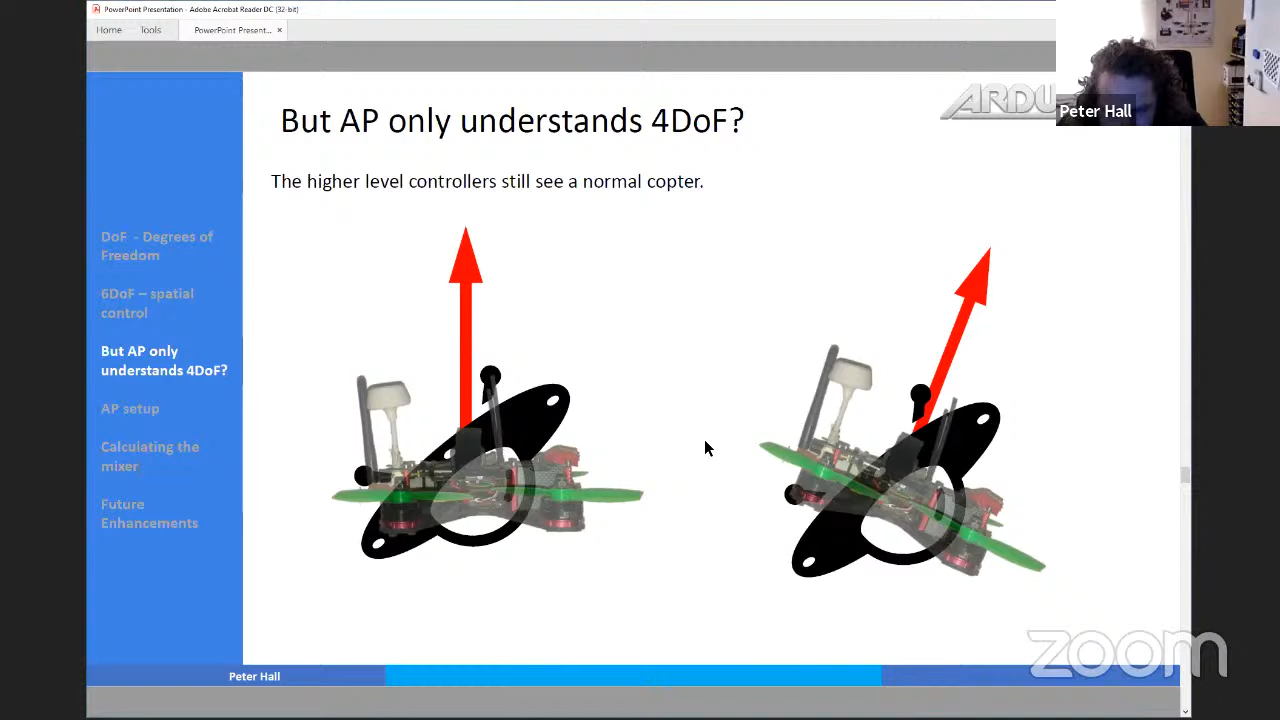 PowerPoint Presentation - Adobe Acrobat Reader DC (32-bit)
Home Tools PowerPoint Present... ×
But AP only understands 4DoF?
ARDU
Peter Hall
The higher level controllers still see a normal copter.
DoF - Degrees of
Freedom
6DoF – spatial
control
But AP only
understands 4DoF?
AP setup
Calculating the
mixer
Future
Enhancements
zoom
Peter Hall